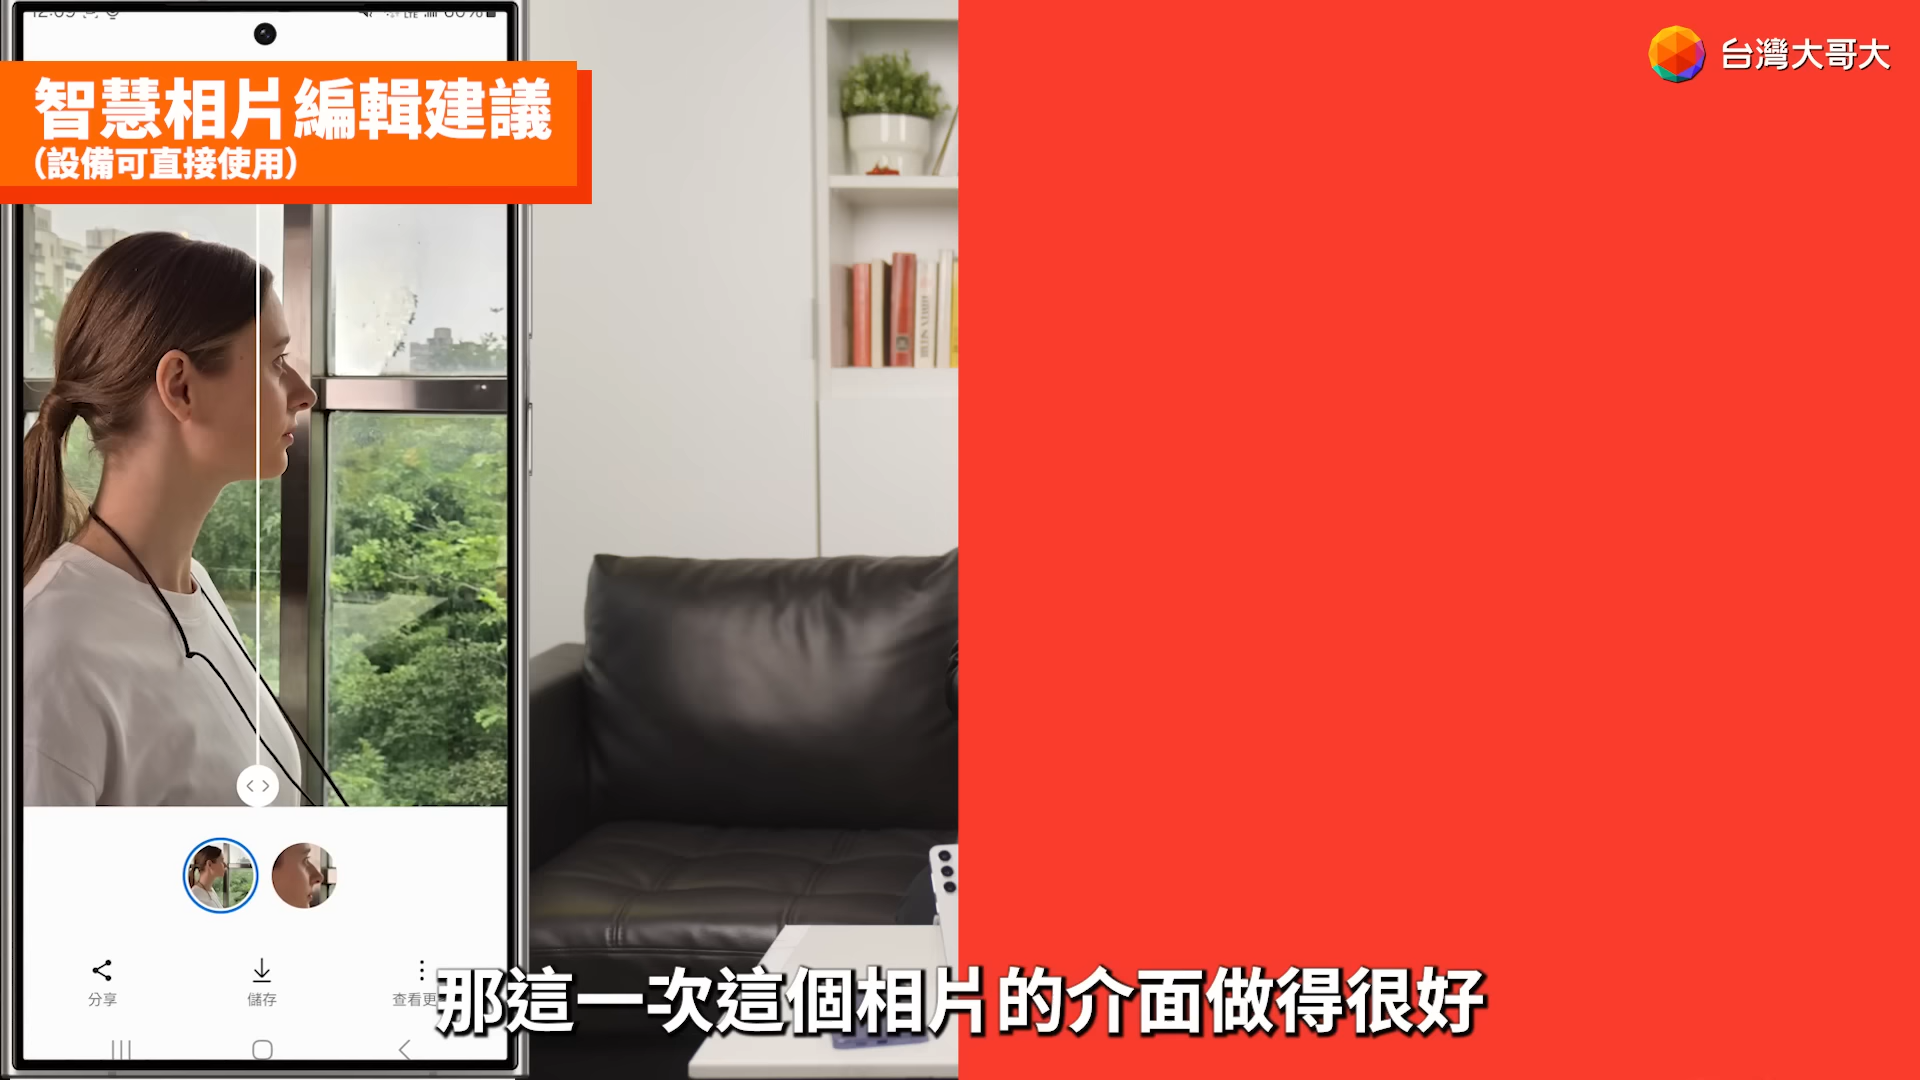 台灣大哥大
智慧相片編輯建議
(設備可直接使用)
分享
儲存
查看更
那這一次這個相片的介面做得很好